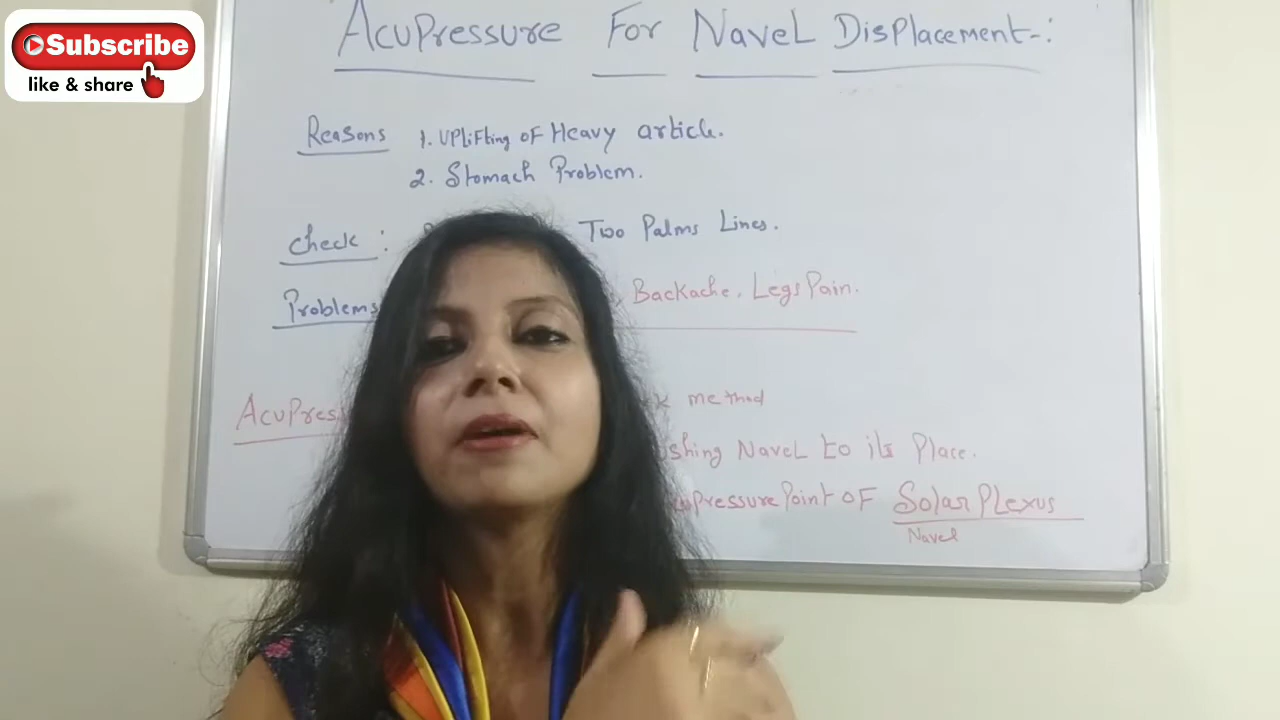 Subscribe
like & share
Acupressure For Navel Displacement-:
Reasons 1. Uplifting of Heavy article.
2. Stomach Problem.
Check : Two Palms Lines.
Problems Backache, Legs Pain.
method
Navel to its Place.
Point of Solar Plexus
Navel